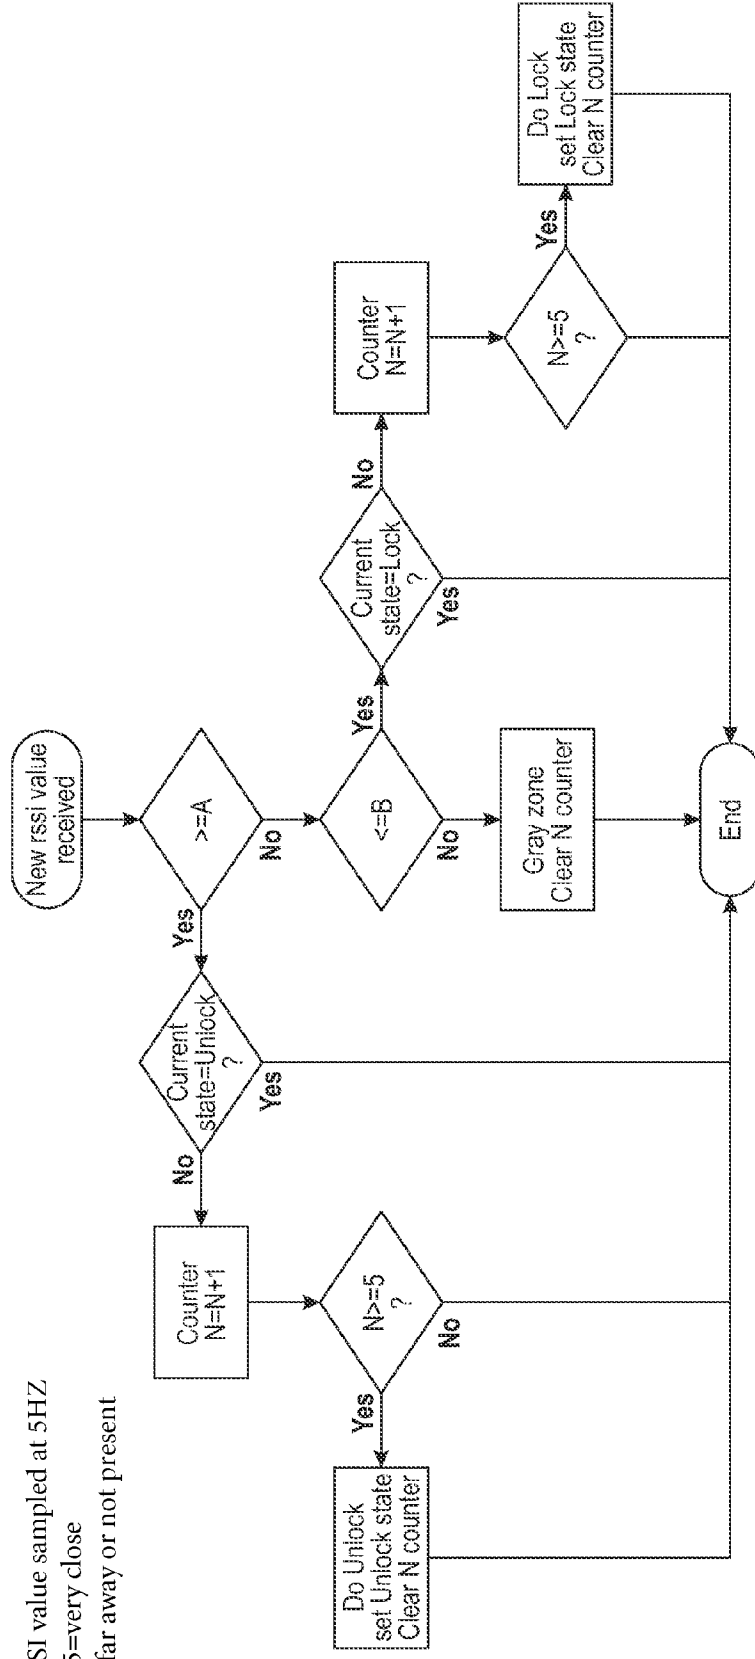 SI value sampled at 5HZ
5=very close
far away or not present
New rssi value
received
>=A
Yes
No
Current
state=Unlock
?
No
Yes
Counter
N=N+1
N>=5
?
Yes
No
Do Unlock
set Unlock state
Clear N counter
<=B
Yes
No
Gray zone
Clear N counter
Current
state=Lock
?
No
Yes
Counter
N=N+1
N>=5
?
Yes
Do Lock
set Lock state
Clear N counter
End